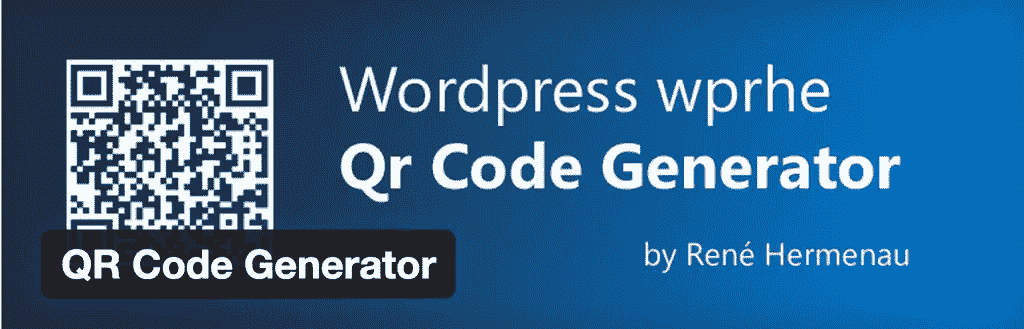 Wordpress wprhe
Qr Code Generator
by René Hermenau
QR Code Generator